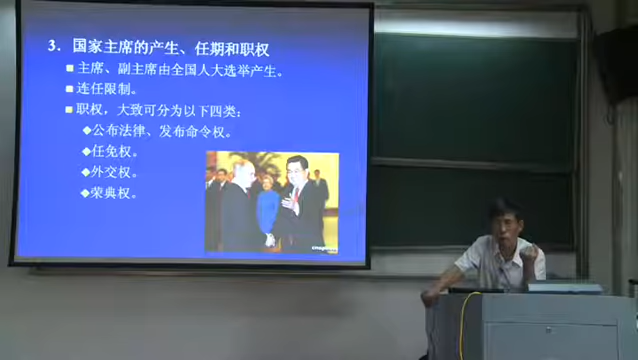 3. 国家主席的产生、任期和职权
■主席、副主席由全国人大选举产生。
■连任限制。
■职权，大致可分为以下四类：
◆公布法律、发布命令权。
◆任免权。
◆外交权。
◆荣典权。